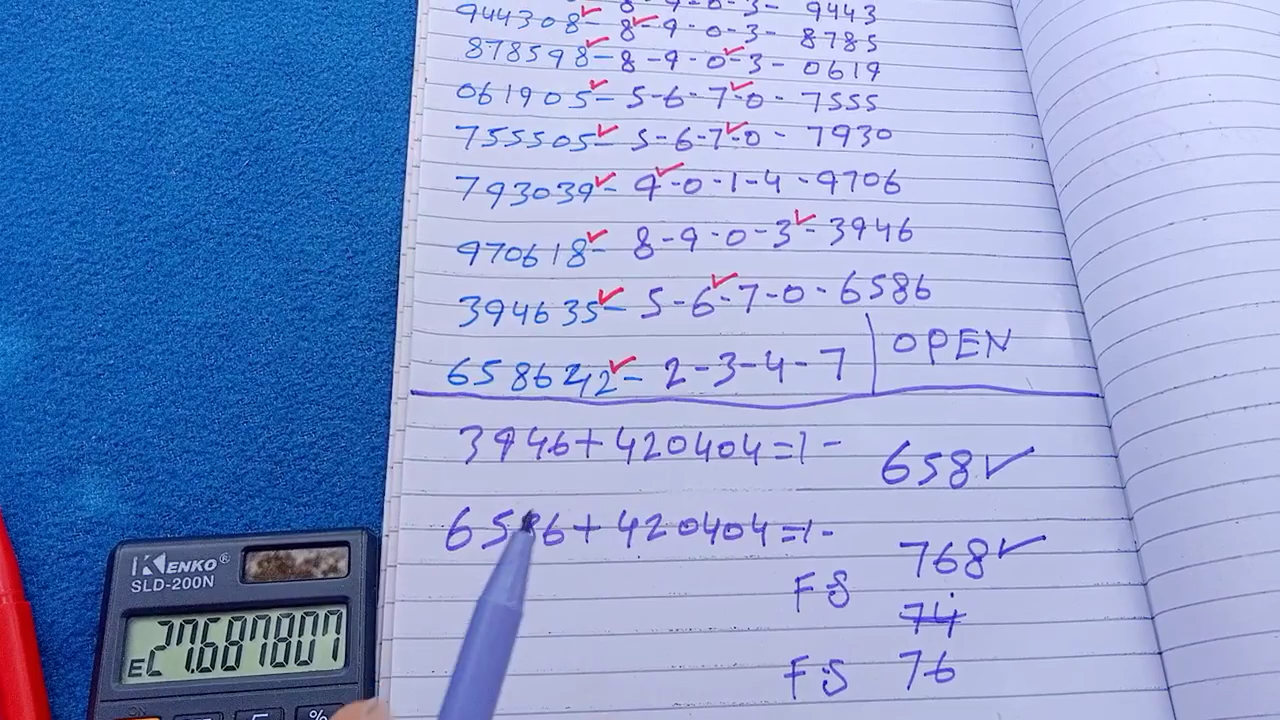 944308- 8-9-0-3- 9443
878598-8-9-0-3- 8785
061905-5-6-7-0- 0619
755505-5-6-7-0- 7555
793039-9-0-1-4- 7930
970618-8-9-0-3- 9706
394635-5-6-7-0- 3946
658642-2-3-4-7 6586
OPEN
3946+420404=1- 658✓
6586+420404=1- 768✓
F.S 74
F.S 76
KENKO®
SLD-200N
E27.687807
%